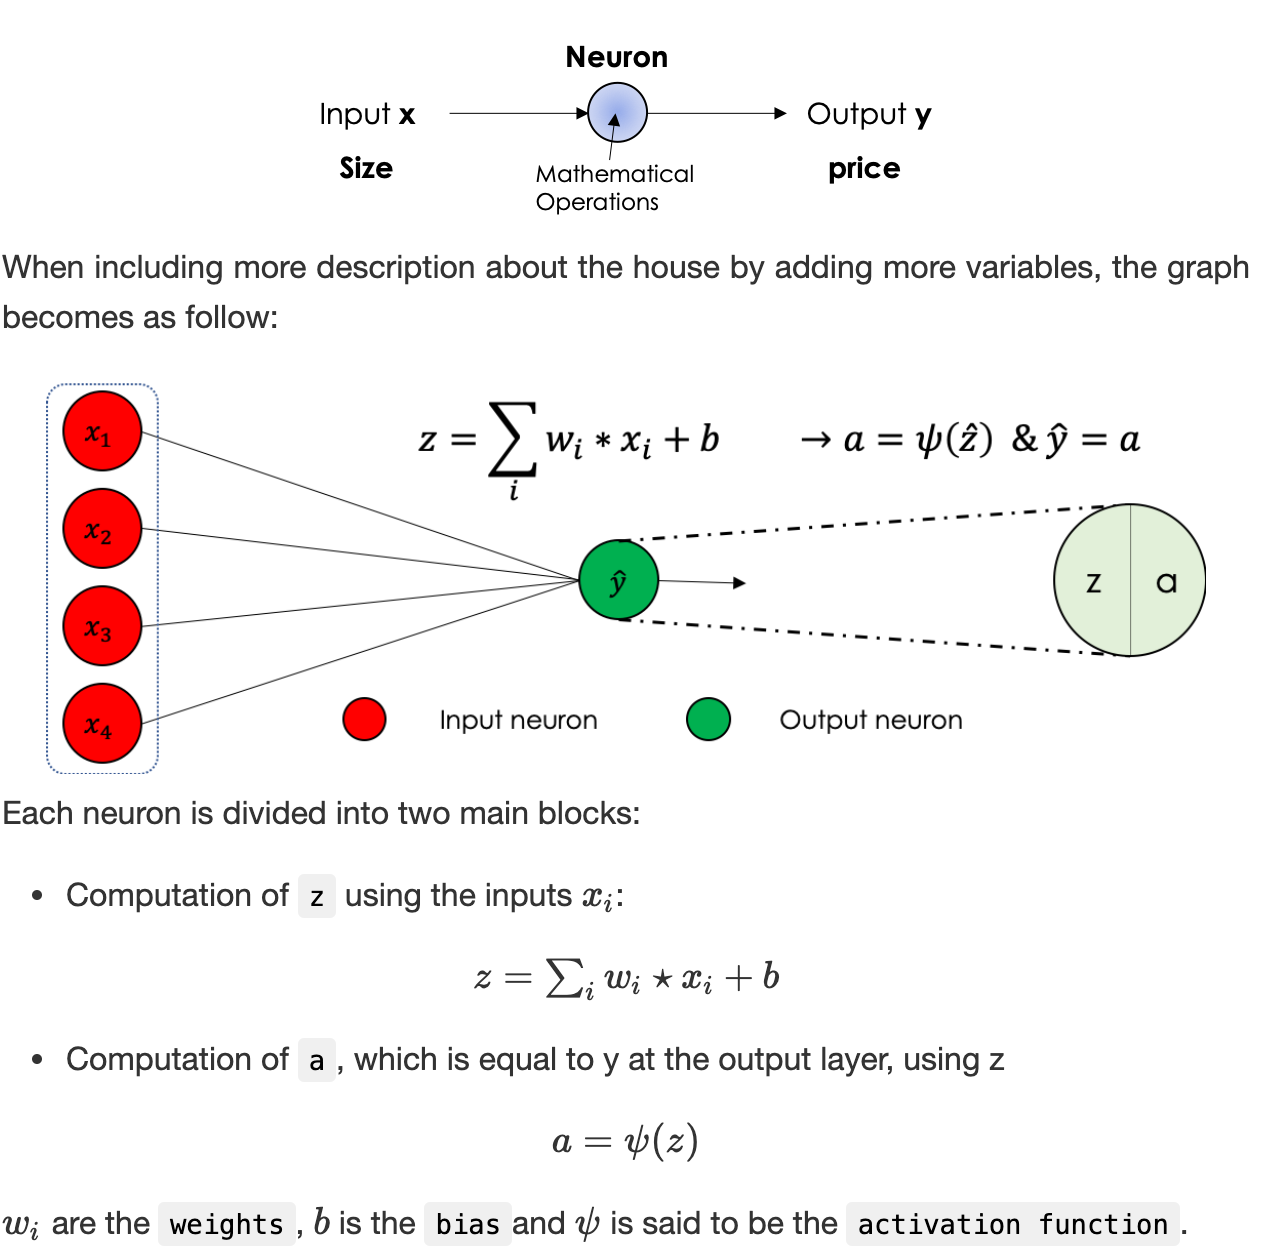 Neuron
Input x
Output y
Size
price
Mathematical
Operations
When including more description about the house by adding more variables, the graph
becomes as follow:
x₁
z = ∑ᵢ wᵢ * xᵢ + b → a = ψ(ẑ) & ŷ = a
x₂
ŷ
z a
x₃
x₄
Input neuron
Output neuron
Each neuron is divided into two main blocks:
• Computation of z using the inputs xᵢ:
z = ∑ᵢ wᵢ ⋆ xᵢ + b
• Computation of a , which is equal to y at the output layer, using z
a = ψ(z)
wᵢ are the weights , b is the bias and ψ is said to be the activation function .